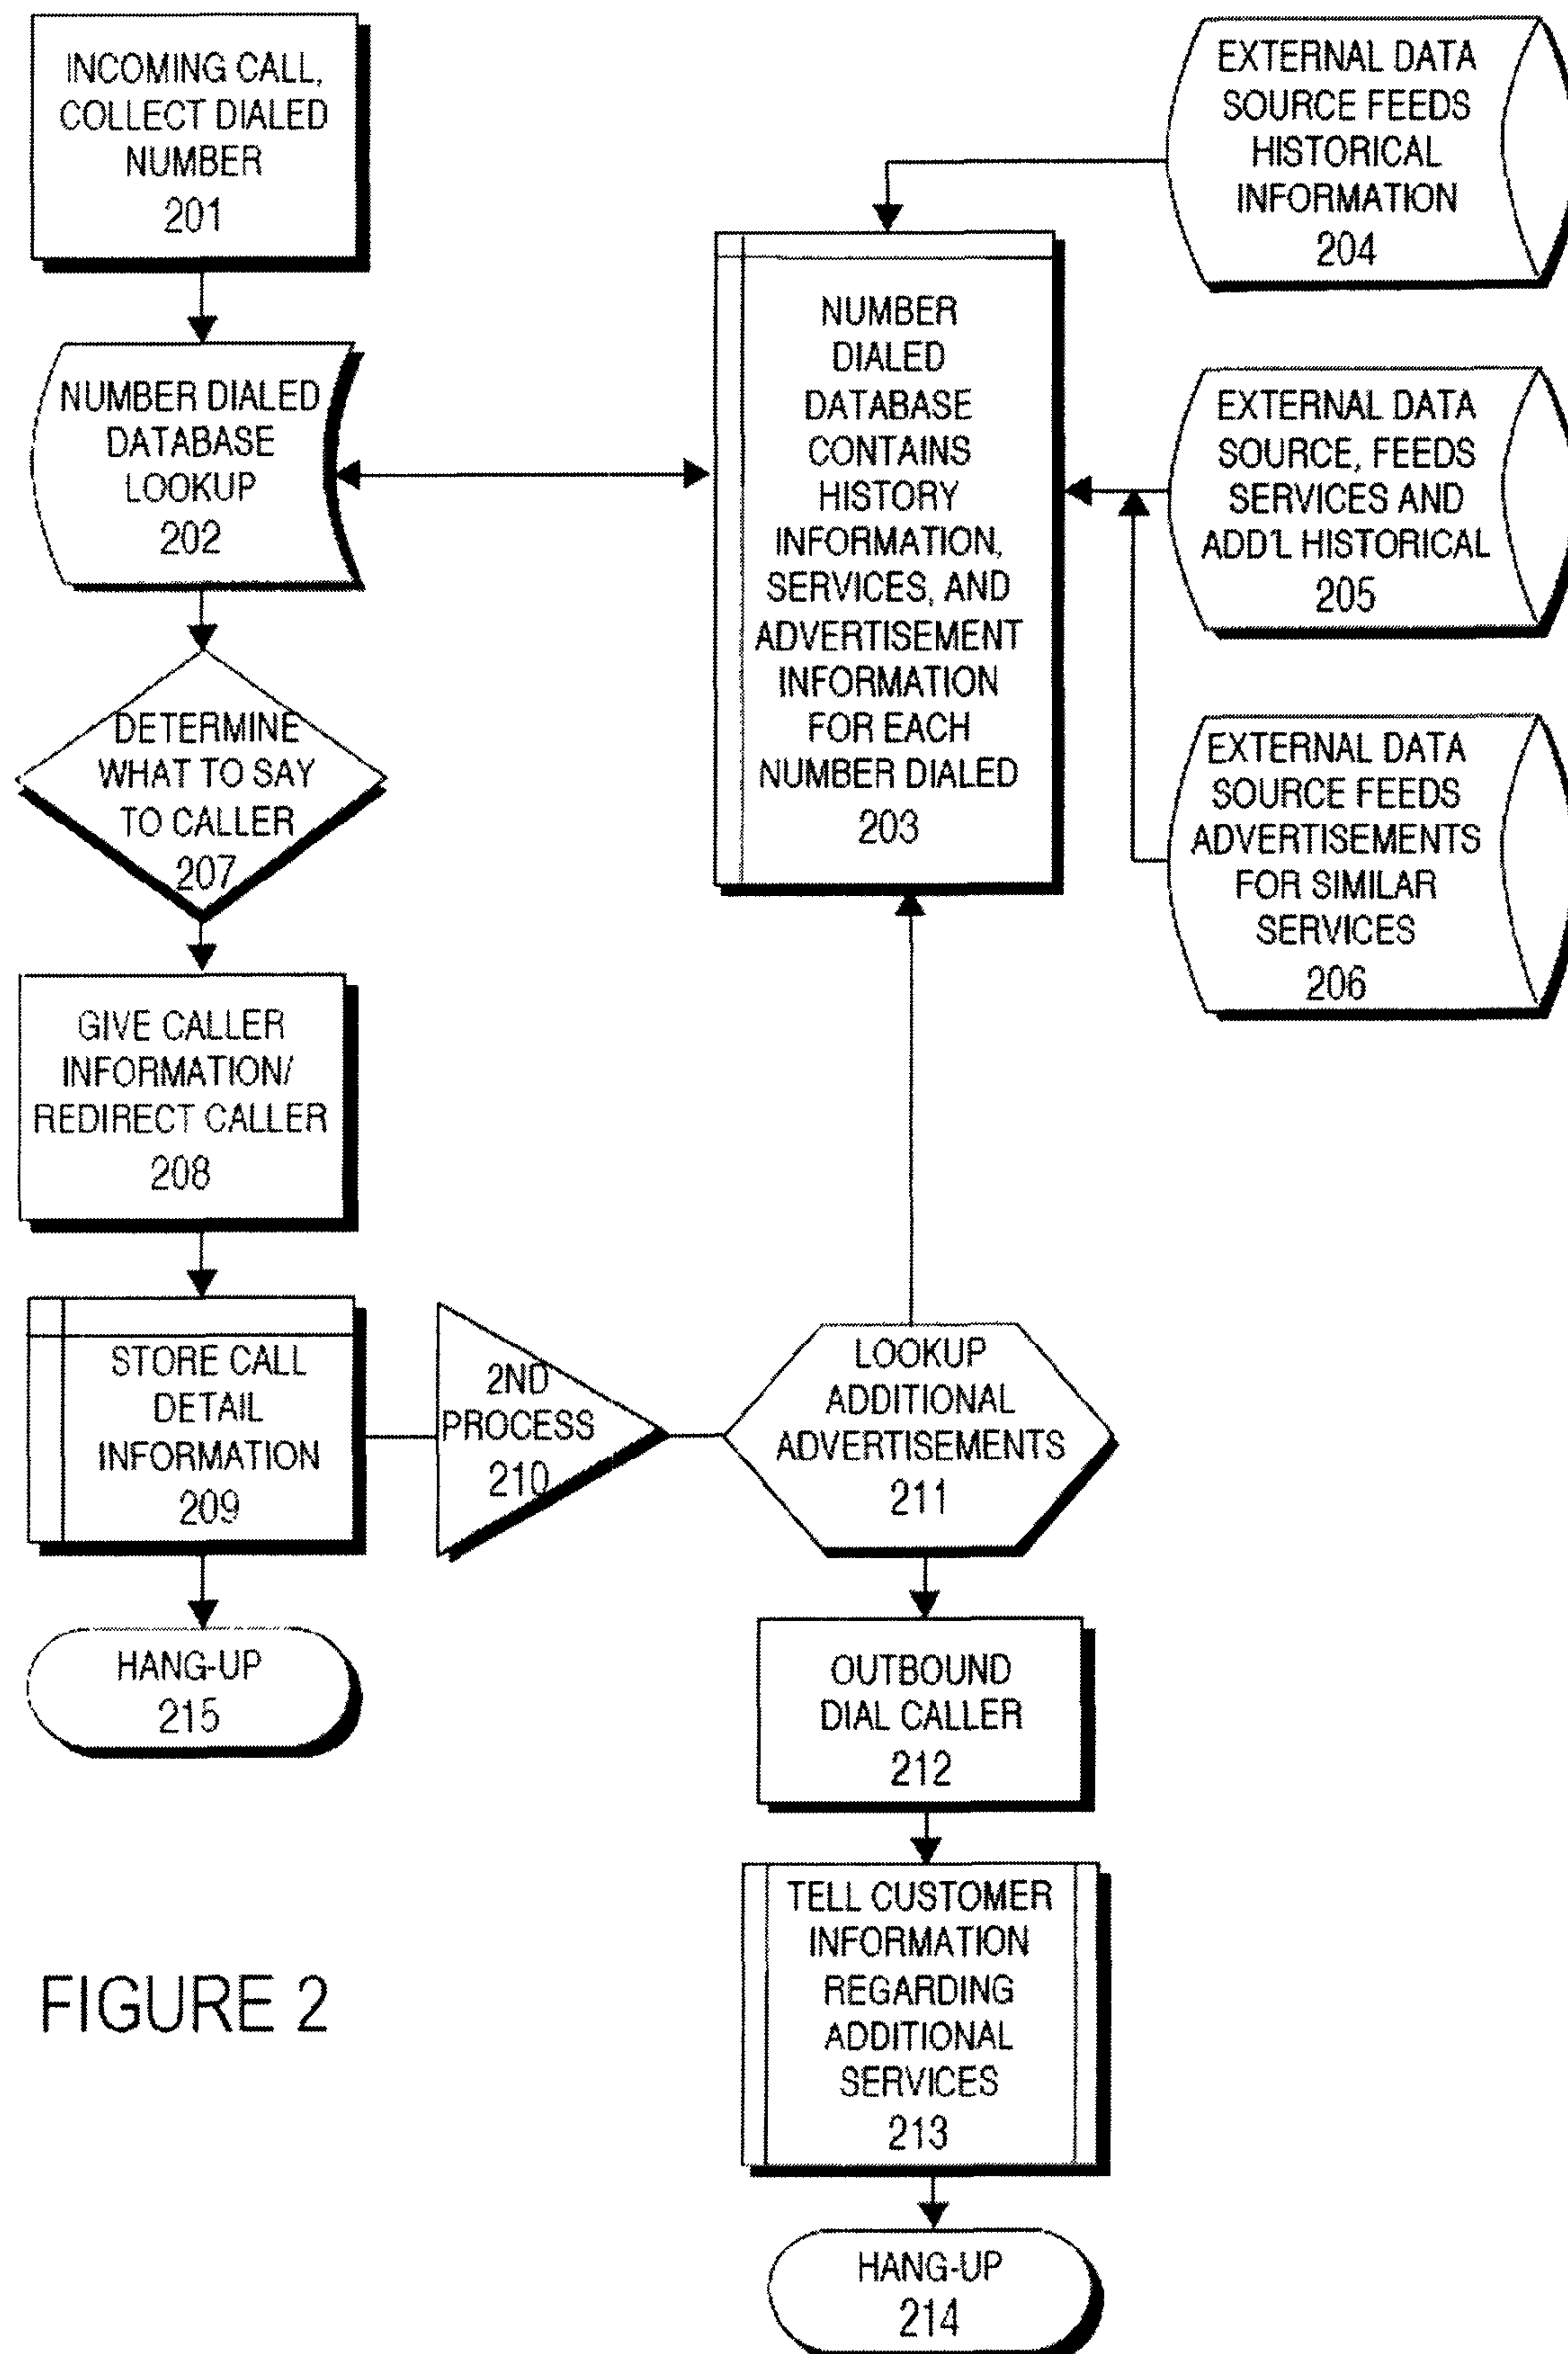 INCOMING CALL,
COLLECT DIALED
NUMBER
201
NUMBER DIALED
DATABASE
LOOKUP
202
DETERMINE
WHAT TO SAY
TO CALLER
207
GIVE CALLER
INFORMATION/
REDIRECT CALLER
208
STORE CALL
DETAIL
INFORMATION
209
HANG-UP
215
2ND
PROCESS
210
NUMBER
DIALED
DATABASE
CONTAINS
HISTORY
INFORMATION,
SERVICES, AND
ADVERTISEMENT
INFORMATION
FOR EACH
NUMBER DIALED
203
EXTERNAL DATA
SOURCE FEEDS
HISTORICAL
INFORMATION
204
EXTERNAL DATA
SOURCE, FEEDS
SERVICES AND
ADD'L HISTORICAL
205
EXTERNAL DATA
SOURCE FEEDS
ADVERTISEMENTS
FOR SIMILAR
SERVICES
206
LOOKUP
ADDITIONAL
ADVERTISEMENTS
211
OUTBOUND
DIAL CALLER
212
TELL CUSTOMER
INFORMATION
REGARDING
ADDITIONAL
SERVICES
213
HANG-UP
214
FIGURE 2